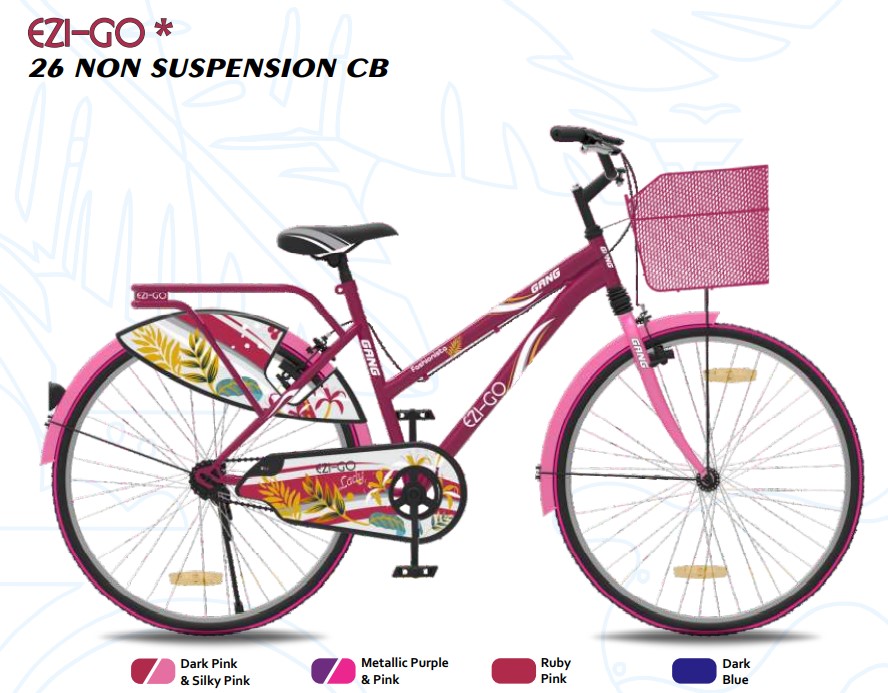 EZI-GO *
26 NON SUSPENSION CB
EZI-GO
GANG
GANG
GANG
Fashionista
EZI-GO
GANG
EZI-GO
Lady
Dark Pink
& Silky Pink
Metallic Purple
& Pink
Ruby
Pink
Dark
Blue